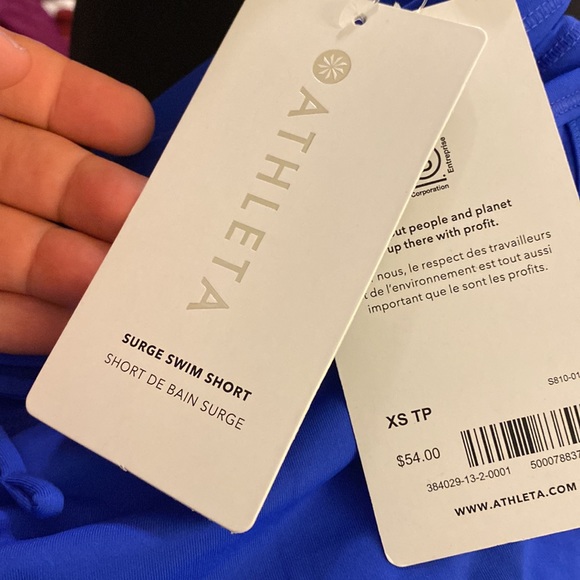 ATHLETA
SURGE SWIM SHORT
SHORT DE BAIN SURGE
Corporation
Entreprise
people and planet
up there with profit.
nous, le respect des travailleurs
de l'environnement est tout aussi
important que le sont les profits.
S810-01
XS TP
$54.00
384029-13-2-0001 500078837
WWW.ATHLETA.COM